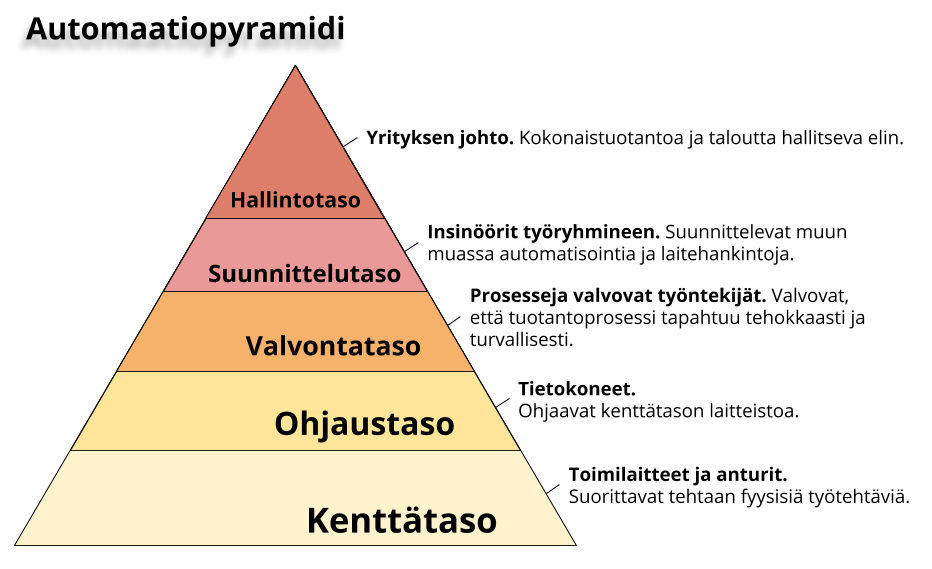 Automaatiopyramidi
Yrityksen johto. Kokonaistuotantoa ja taloutta hallitseva elin.
Hallintotaso
Insinöörit työryhmineen. Suunnittelevat muun
muassa automatisointia ja laitehankintoja.
Suunnittelutaso
Prosesseja valvovat työntekijät. Valvovat,
että tuotantoprosessi tapahtuu tehokkaasti ja
turvallisesti.
Valvontataso
Tietokoneet.
Ohjaavat kenttätason laitteistoa.
Ohjaustaso
Toimilaitteet ja anturit.
Suorittavat tehtaan fyysisiä työtehtäviä.
Kenttätaso